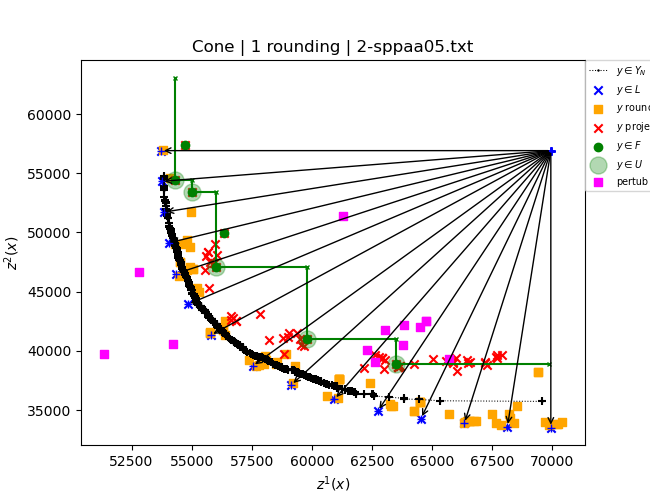 Cone | 1 rounding | 2-sppaa05.txt
60000
55000
50000
45000
40000
35000
z²(x)
52500 55000 57500 60000 62500 65000 67500 70000
z¹(x)
y ∈ Y_N
y ∈ L
y roun
y proje
y ∈ F
y ∈ U
pertub